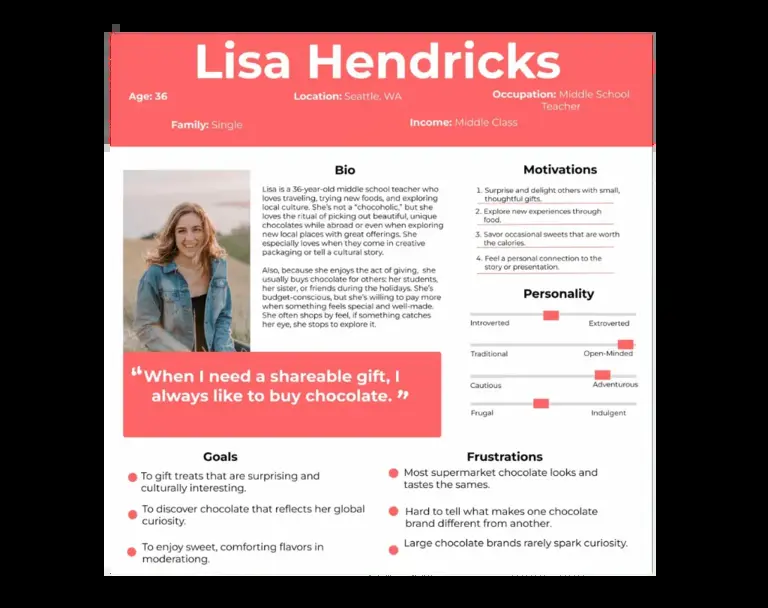 Lisa Hendricks
Age: 36
Location: Seattle, WA
Occupation: Middle School
Teacher
Family: Single
Income: Middle Class
Bio
Lisa is a 36-year-old middle school teacher who
loves traveling, trying new foods, and exploring
local culture. She's not a "chocoholic," but she
loves the ritual of picking out beautiful, unique
chocolates while abroad or even when exploring
new local places with great offerings. She
especially loves when they come in creative
packaging or tell a cultural story.
Also, because she enjoys the act of giving, she
usually buys chocolate for others: her students,
her sister, or friends during the holidays. She's
budget-conscious, but she's willing to pay more
when something feels special and well-made.
She often shops by feel, if something catches
her eye, she stops to explore it.
Motivations
1. Surprise and delight others with small,
thoughtful gifts.
2. Explore new experiences through
food.
3. Savor occasional sweets that are worth
the calories.
4. Feel a personal connection to the
story or presentation.
Personality
Introverted Extroverted
Traditional Open-Minded
Cautious Adventurous
Frugal Indulgent
“When I need a shareable gift, I
always like to buy chocolate.”
Goals
To gift treats that are surprising and
culturally interesting.
To discover chocolate that reflects her global
curiosity.
To enjoy sweet, comforting flavors in
moderationg.
Frustrations
Most supermarket chocolate looks and
tastes the sames.
Hard to tell what makes one chocolate
brand different from another.
Large chocolate brands rarely spark curiosity.